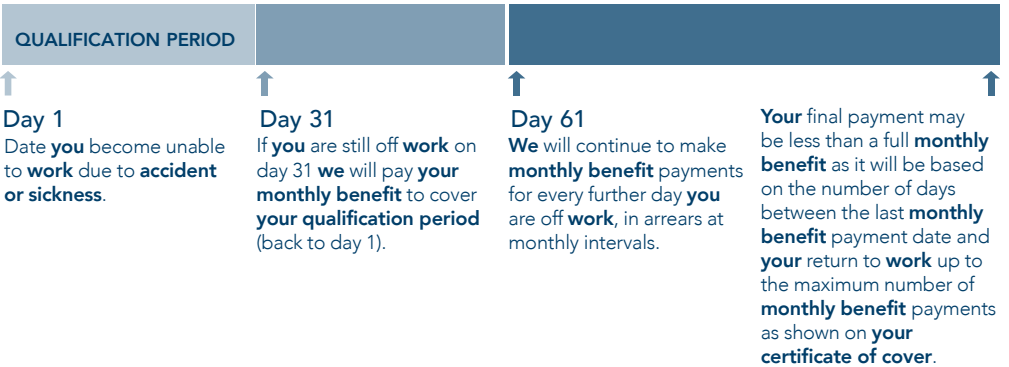 QUALIFICATION PERIOD
Day 1
Date you become unable
to work due to accident
or sickness.
Day 31
If you are still off work on
day 31 we will pay your
monthly benefit to cover
your qualification period
(back to day 1).
Day 61
We will continue to make
monthly benefit payments
for every further day you
are off work, in arrears at
monthly intervals.
Your final payment may
be less than a full monthly
benefit as it will be based
on the number of days
between the last monthly
benefit payment date and
your return to work up to
the maximum number of
monthly benefit payments
as shown on your
certificate of cover.